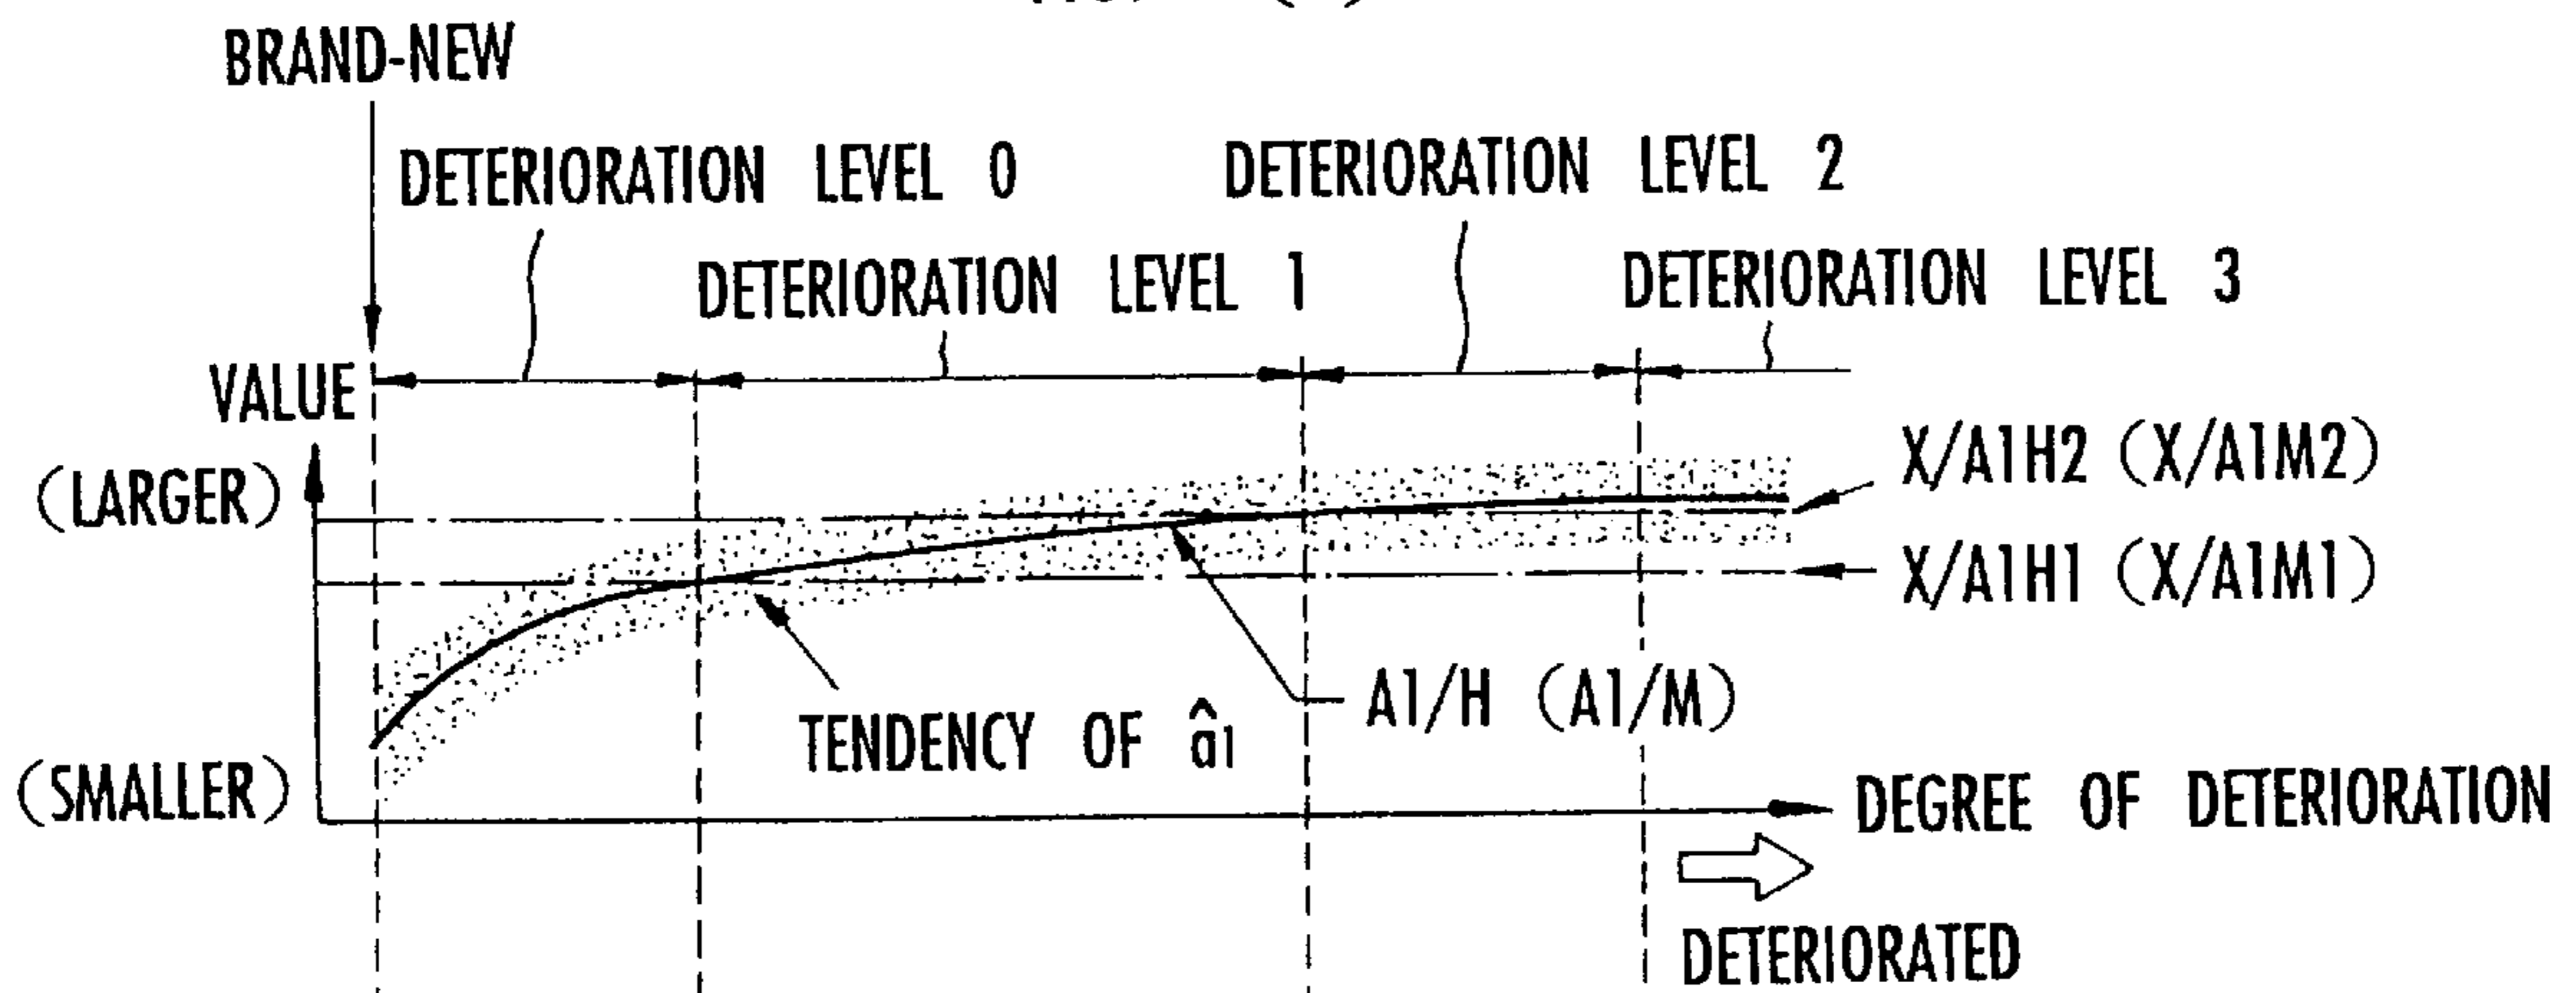 BRAND-NEW
DETERIORATION LEVEL 0
DETERIORATION LEVEL 2
DETERIORATION LEVEL 1
DETERIORATION LEVEL 3
VALUE
(LARGER)
X/A1H2 (X/A1M2)
X/A1H1 (X/A1M1)
A1/H (A1/M)
TENDENCY OF â1
(SMALLER)
DEGREE OF DETERIORATION
DETERIORATED